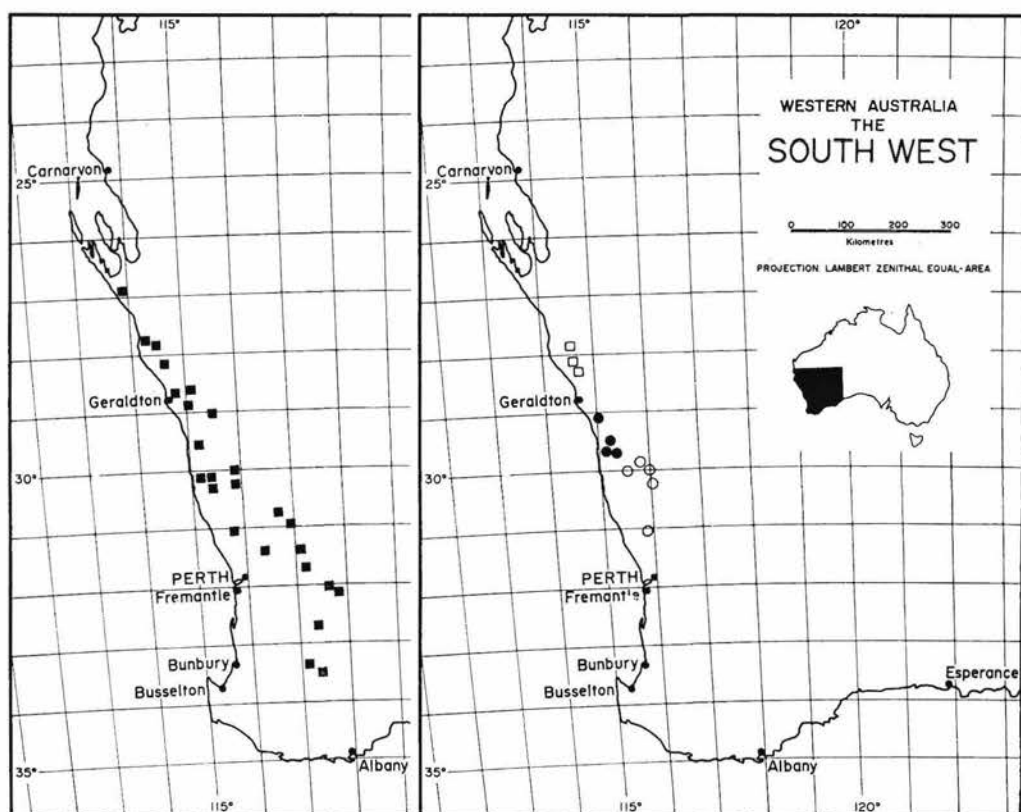 115°
Carnarvon
25°
Geraldton
30°
PERTH
Fremantle
Bunbury
Busselton
Albany
35°
115°
115°
120°
WESTERN AUSTRALIA
THE
SOUTH WEST
0 100 200 300
Kilometres
PROJECTION: LAMBERT ZENITHAL EQUAL-AREA
Carnarvon
25°
Geraldton
30°
PERTH
Fremantle
Bunbury
Busselton
Esperance
Albany
35°
115°
120°